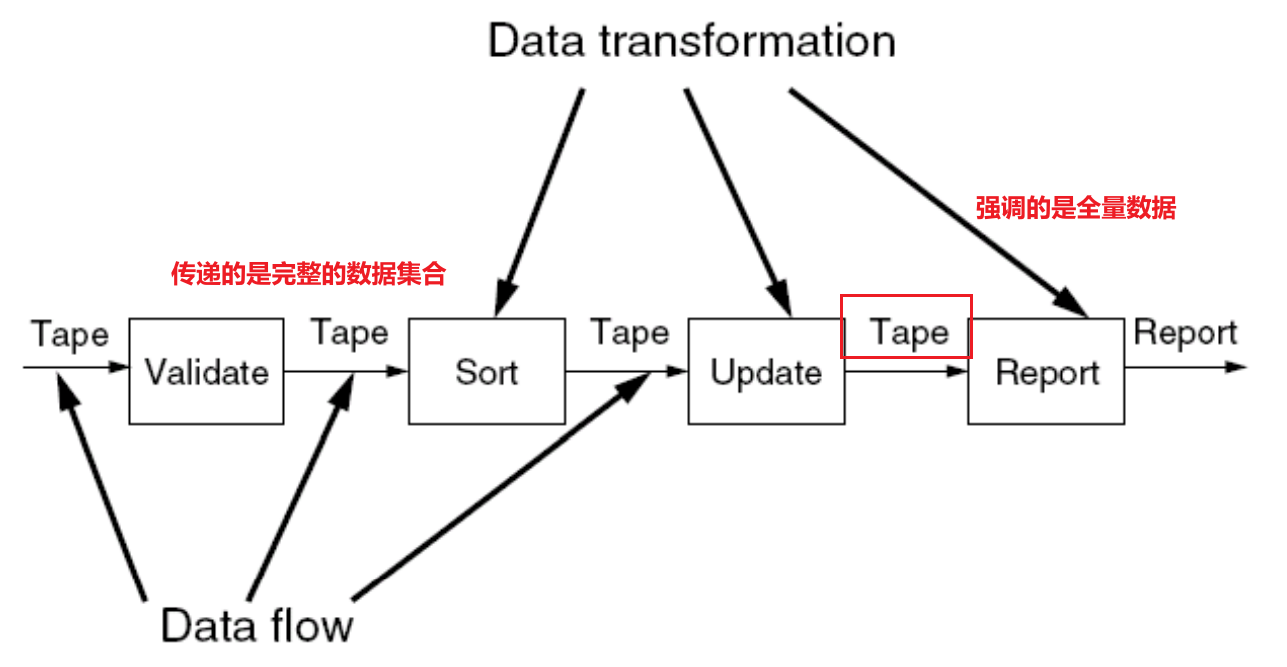 Data transformation
强调的是全量数据
传递的是完整的数据集合
Tape
Validate
Tape
Sort
Tape
Update
Tape
Report
Report
Data flow